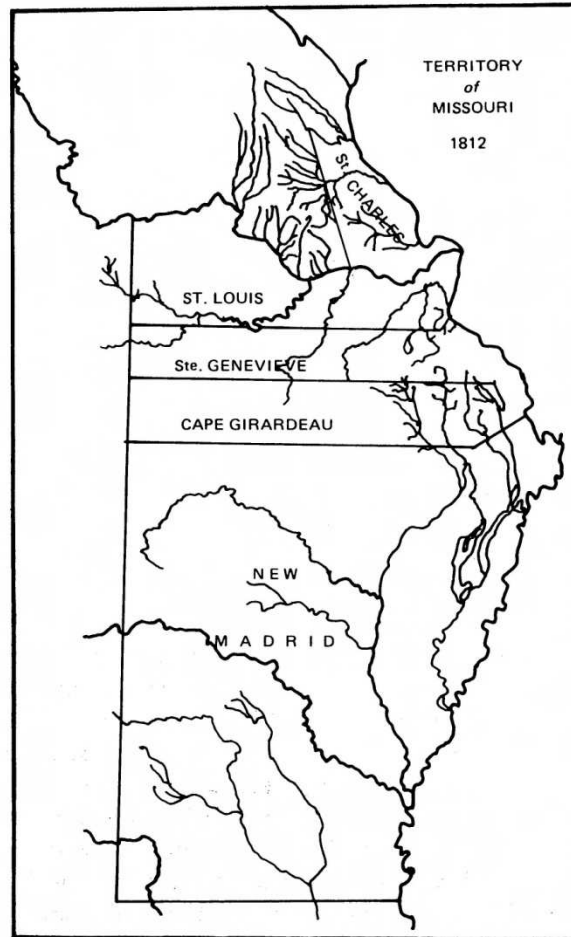 TERRITORY
of
MISSOURI
1812
St. CHARLES
ST. LOUIS
Ste. GENEVIEVE
CAPE GIRARDEAU
NEW
MADRID